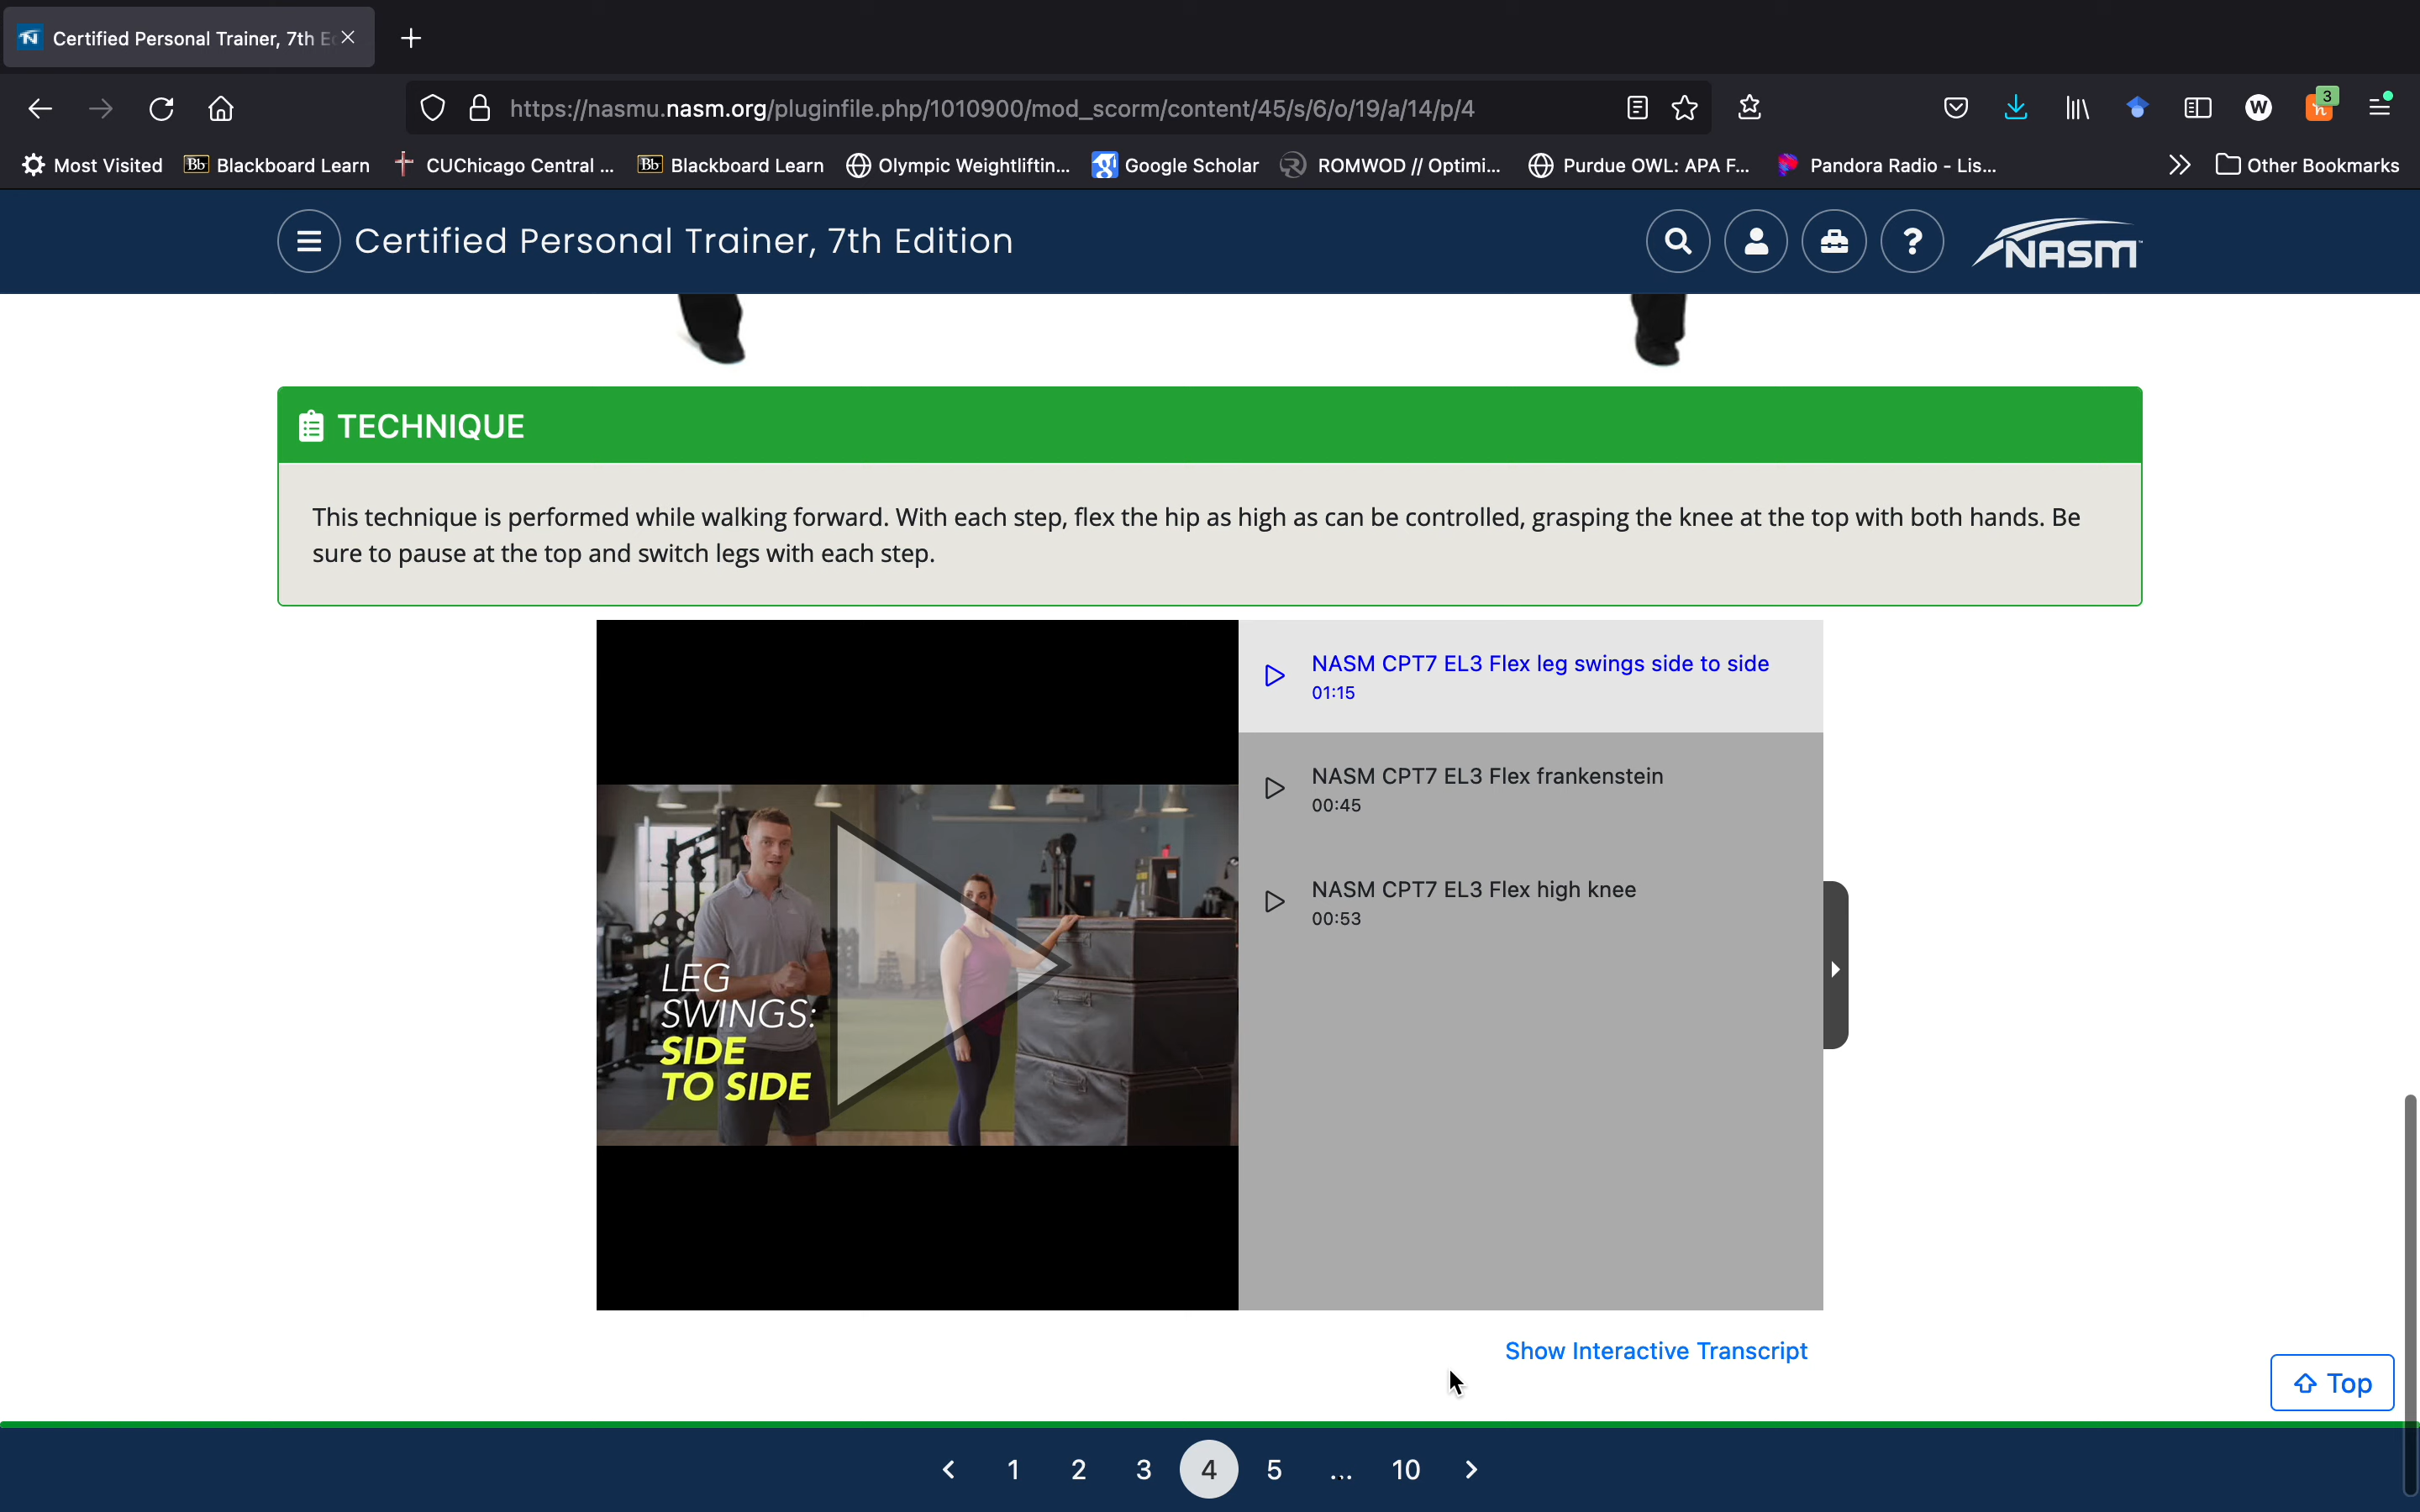 Certified Personal Trainer, 7th
https://nasmu.nasm.org/pluginfile.php/1010900/mod_scorm/content/45/s/6/o/19/a/14/p/4
W
3
Most Visited Bb Blackboard Learn CUChicago Central ... Bb Blackboard Learn Olympic Weightliftin... Google Scholar ROMWOD // Optimi... Purdue OWL: APA F... Pandora Radio - Lis... Other Bookmarks
Certified Personal Trainer, 7th Edition
? NASM
TECHNIQUE
This technique is performed while walking forward. With each step, flex the hip as high as can be controlled, grasping the knee at the top with both hands. Be
sure to pause at the top and switch legs with each step.
LEG
SWINGS:
SIDE
TO SIDE
NASM CPT7 EL3 Flex leg swings side to side
01:15
NASM CPT7 EL3 Flex frankenstein
00:45
NASM CPT7 EL3 Flex high knee
00:53
Show Interactive Transcript
Top
1 2 3 4 5 ... 10